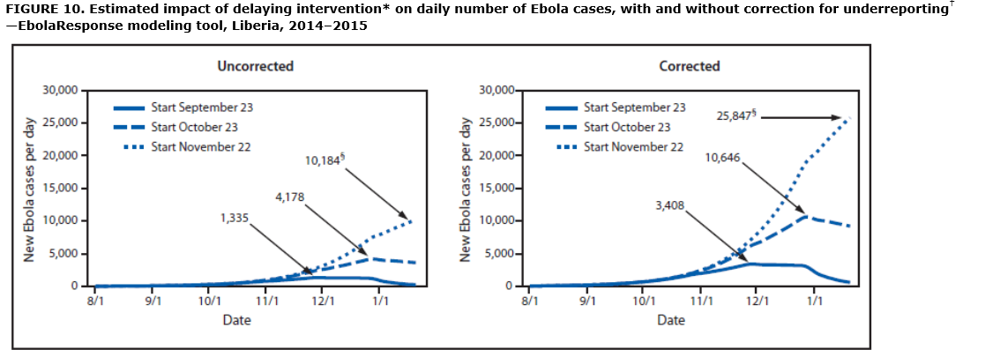 FIGURE 10. Estimated impact of delaying intervention* on daily number of Ebola cases, with and without correction for underreporting†
—EbolaResponse modeling tool, Liberia, 2014–2015
Uncorrected
New Ebola cases per day
30,000
25,000
20,000
15,000
10,000
5,000
0
Start September 23
Start October 23
Start November 22
10,184§
4,178
1,335
8/1 9/1 10/1 11/1 12/1 1/1
Date
Corrected
New Ebola cases per day
30,000
25,000
20,000
15,000
10,000
5,000
0
Start September 23
Start October 23
Start November 22
25,847§
10,646
3,408
8/1 9/1 10/1 11/1 12/1 1/1
Date